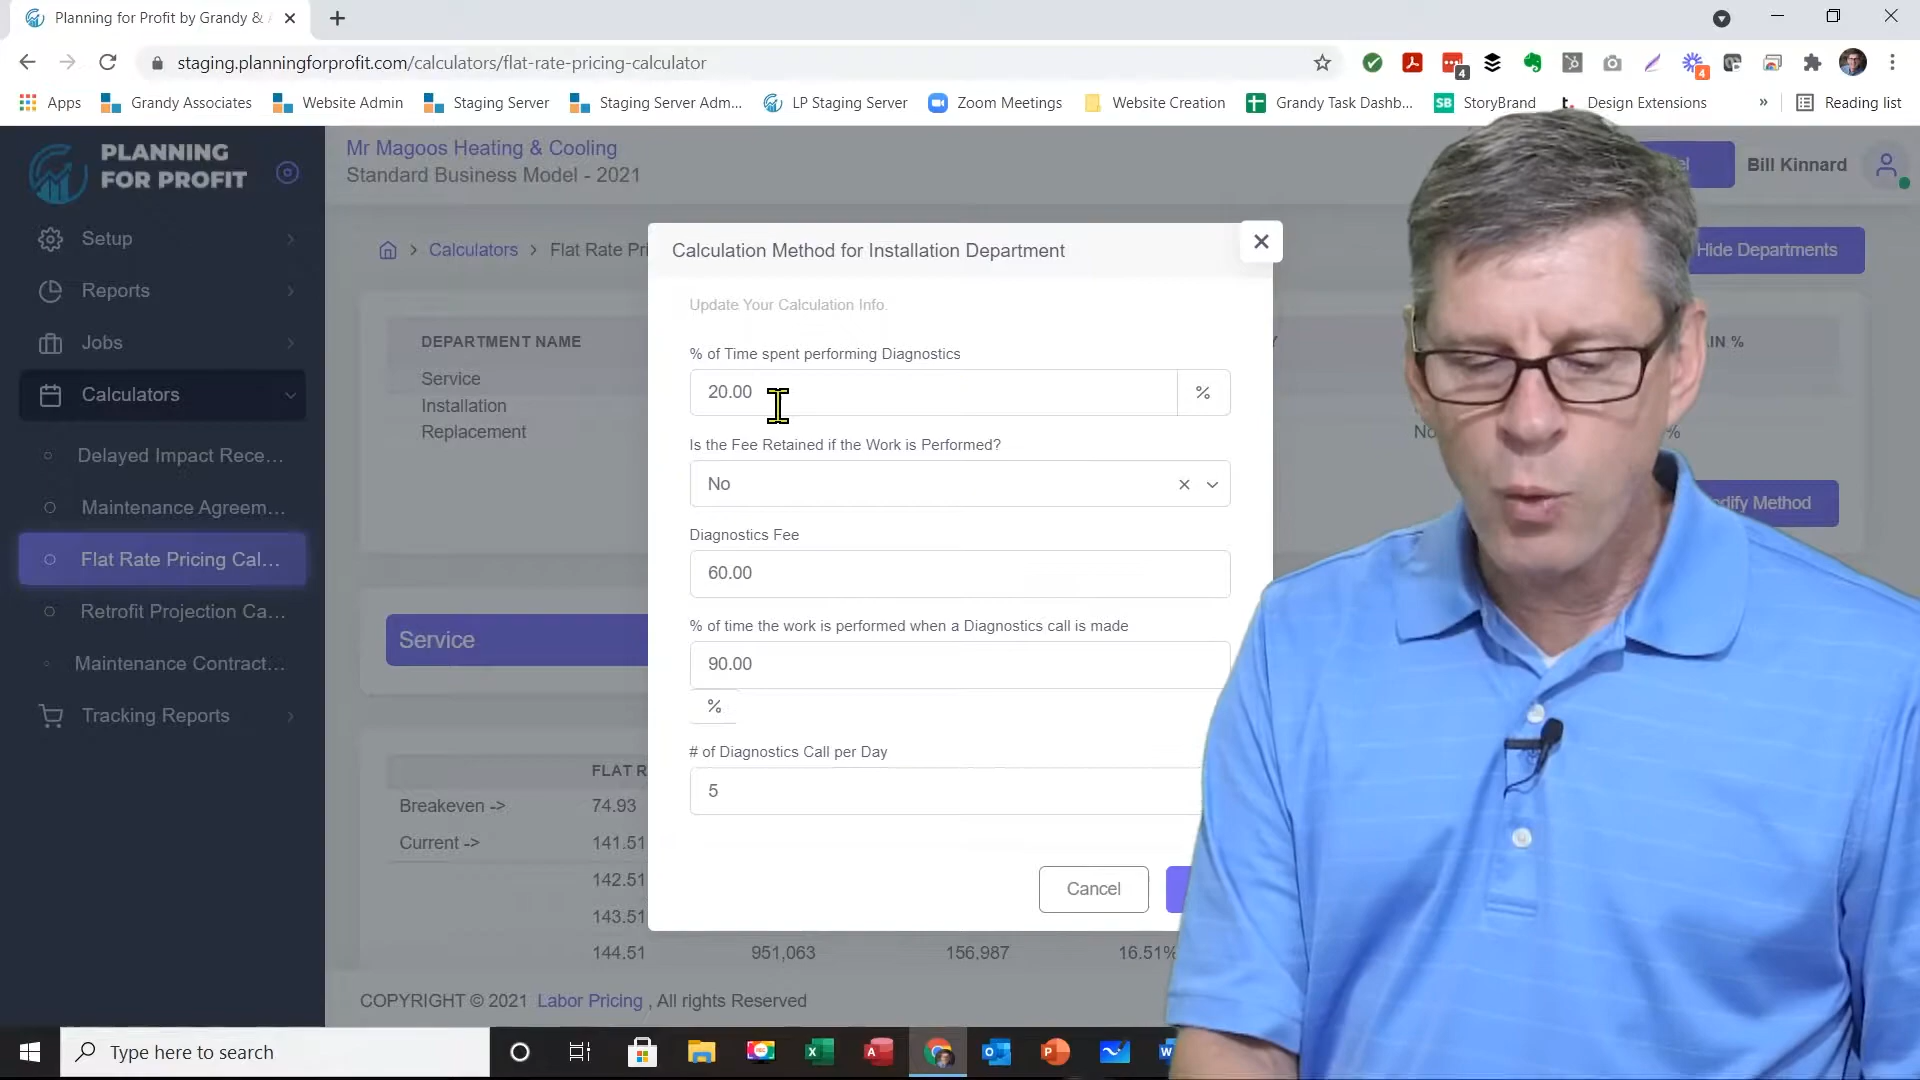 Planning for Profit by Grandy &
staging.planningforprofit.com/calculators/flat-rate-pricing-calculator
4
4
Apps
Grandy Associates
Website Admin
Staging Server
Staging Server Adm...
LP Staging Server
Zoom Meetings
Website Creation
Grandy Task Dashb...
SB StoryBrand
t. Design Extensions
»
Reading list
PLANNING
FOR PROFIT
Mr Magoos Heating & Cooling
Standard Business Model - 2021
Bill Kinnard
Setup
Reports
Jobs
Calculators
Delayed Impact Rece...
Maintenance Agreem...
Flat Rate Pricing Cal...
Retrofit Projection Ca...
Maintenance Contract...
Tracking Reports
Calculators
Flat Rate Pri
Hide Departments
DEPARTMENT NAME
Service
Installation
Replacement
No
%
Calculation Method for Installation Department
Update Your Calculation Info.
% of Time spent performing Diagnostics
20.00
%
Is the Fee Retained if the Work is Performed?
No
Diagnostics Fee
60.00
% of time the work is performed when a Diagnostics call is made
90.00
%
# of Diagnostics Call per Day
5
Cancel
Method
Service
FLAT R
Breakeven -> 74.93
Current -> 141.51
142.51
143.51
144.51 951,063 156,987 16.51%
COPYRIGHT © 2021 Labor Pricing , All rights Reserved
Type here to search